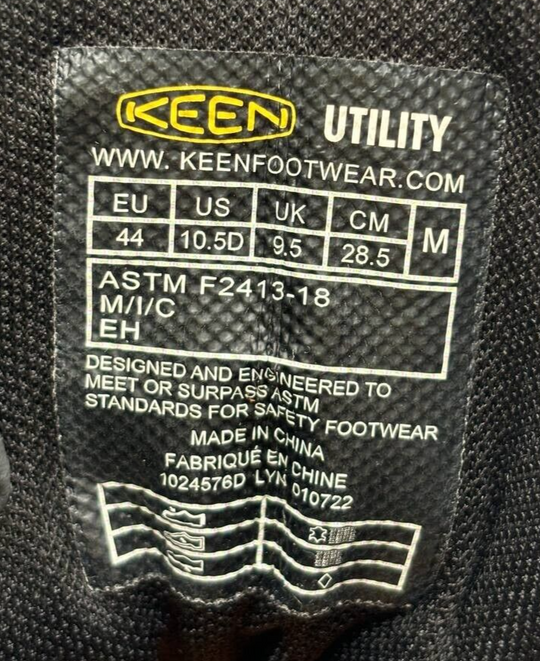 KEEN UTILITY
WWW. KEENFOOTWEAR.COM
EU US UK CM M
44 10.5D 9.5 28.5
ASTM F2413-18
M/I/C
EH
DESIGNED AND ENGINEERED TO
MEET OR SURPASS ASTM
STANDARDS FOR SAFETY FOOTWEAR
MADE IN CHINA
FABRIQUÉ EN CHINE
1024576D LYN 010722